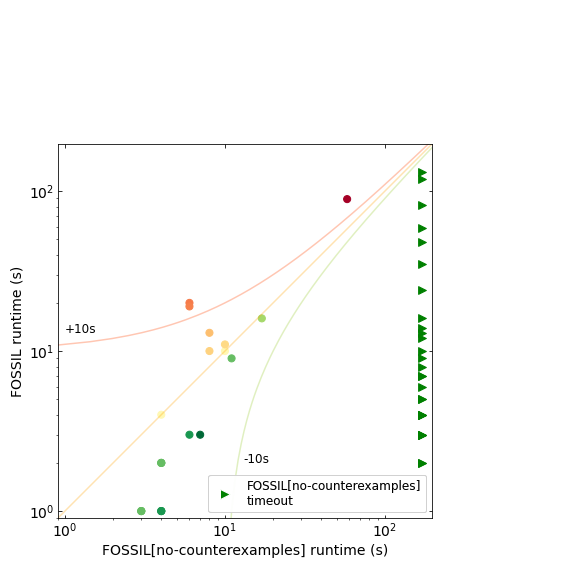 10²
+10s
10¹
-10s
FOSSIL[no-counterexamples]
timeout
10⁰
10⁰
10¹
10²
FOSSIL runtime (s)
FOSSIL[no-counterexamples] runtime (s)